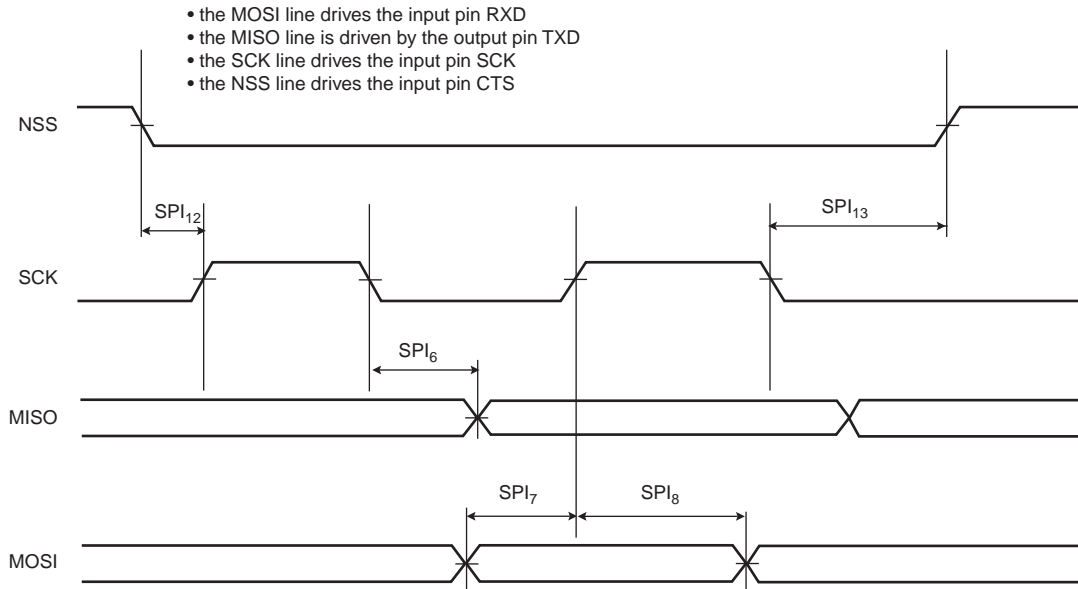 • the MOSI line drives the input pin RXD
• the MISO line is driven by the output pin TXD
• the SCK line drives the input pin SCK
• the NSS line drives the input pin CTS
NSS
SPI12
SPI13
SCK
SPI6
MISO
SPI7
SPI8
MOSI